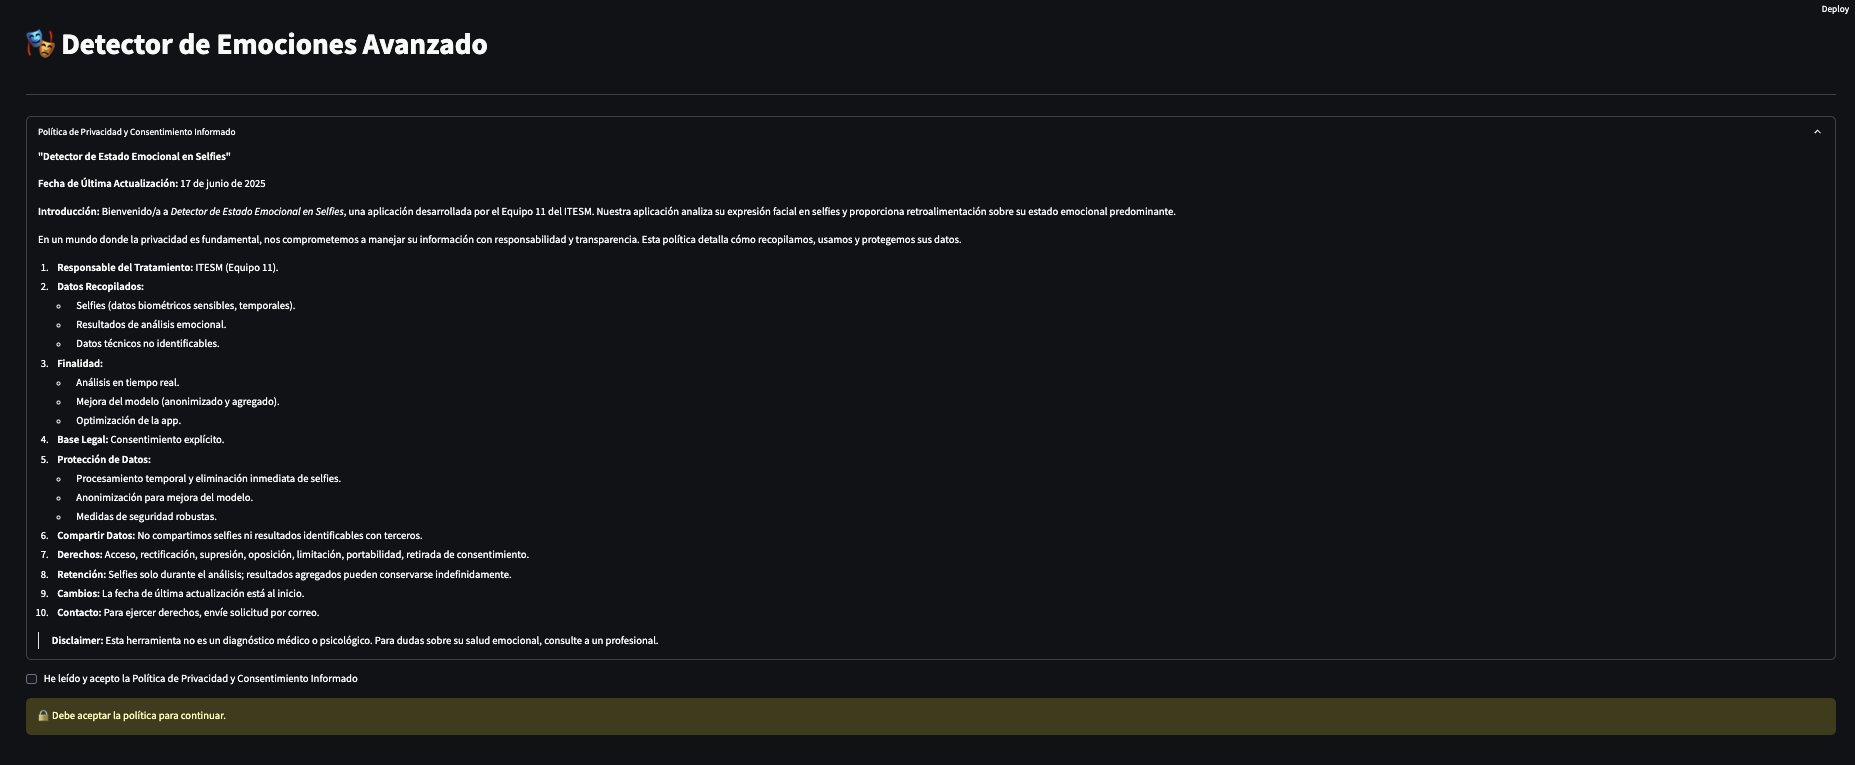 Deploy
Detector de Emociones Avanzado
Política de Privacidad y Consentimiento Informado
"Detector de Estado Emocional en Selfies"
Fecha de Última Actualización: 17 de junio de 2025
Introducción: Bienvenido/a a Detector de Estado Emocional en Selfies, una aplicación desarrollada por el Equipo 11 del ITESM. Nuestra aplicación analiza su expresión facial en selfies y proporciona retroalimentación sobre su estado emocional predominante.
En un mundo donde la privacidad es fundamental, nos comprometemos a manejar su información con responsabilidad y transparencia. Esta política detalla cómo recopilamos, usamos y protegemos sus datos.
1. Responsable del Tratamiento: ITESM (Equipo 11).
2. Datos Recopilados:
Selfies (datos biométricos sensibles, temporales).
Resultados de análisis emocional.
Datos técnicos no identificables.
3. Finalidad:
Análisis en tiempo real.
Mejora del modelo (anonimizado y agregado).
Optimización de la app.
4. Base Legal: Consentimiento explícito.
5. Protección de Datos:
Procesamiento temporal y eliminación inmediata de selfies.
Anonimización para mejora del modelo.
Medidas de seguridad robustas.
6. Compartir Datos: No compartimos selfies ni resultados identificables con terceros.
7. Derechos: Acceso, rectificación, supresión, oposición, limitación, portabilidad, retirada de consentimiento.
8. Retención: Selfies solo durante el análisis; resultados agregados pueden conservarse indefinidamente.
9. Cambios: La fecha de última actualización está al inicio.
10. Contacto: Para ejercer derechos, envíe solicitud por correo.
Disclaimer: Esta herramienta no es un diagnóstico médico o psicológico. Para dudas sobre su salud emocional, consulte a un profesional.
He leído y acepto la Política de Privacidad y Consentimiento Informado
Debe aceptar la política para continuar.